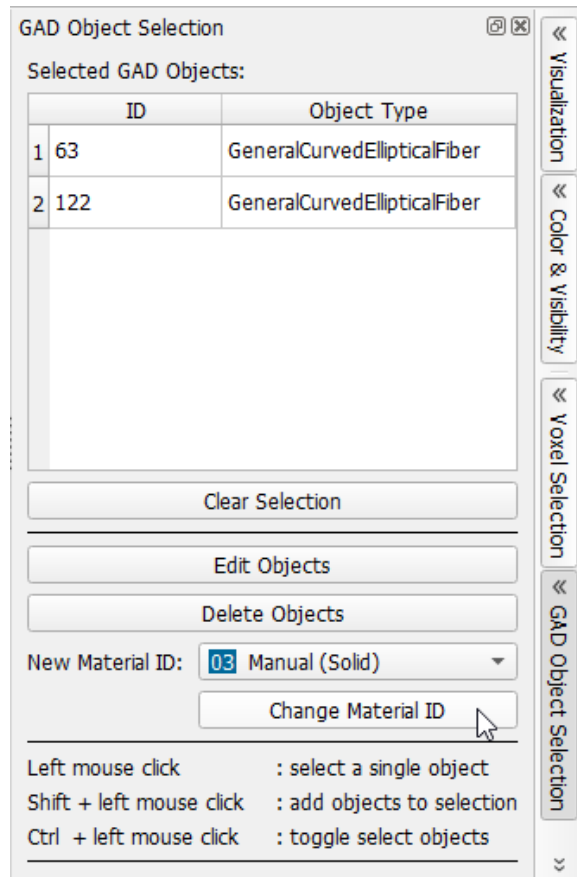 GAD Object Selection
Selected GAD Objects:
ID Object Type
1 63 GeneralCurvedEllipticalFiber
2 122 GeneralCurvedEllipticalFiber
Clear Selection
Edit Objects
Delete Objects
New Material ID: 03 Manual (Solid)
Change Material ID
Left mouse click : select a single object
Shift + left mouse click : add objects to selection
Ctrl + left mouse click : toggle select objects
Visualization
Color & Visibility
Voxel Selection
GAD Object Selection